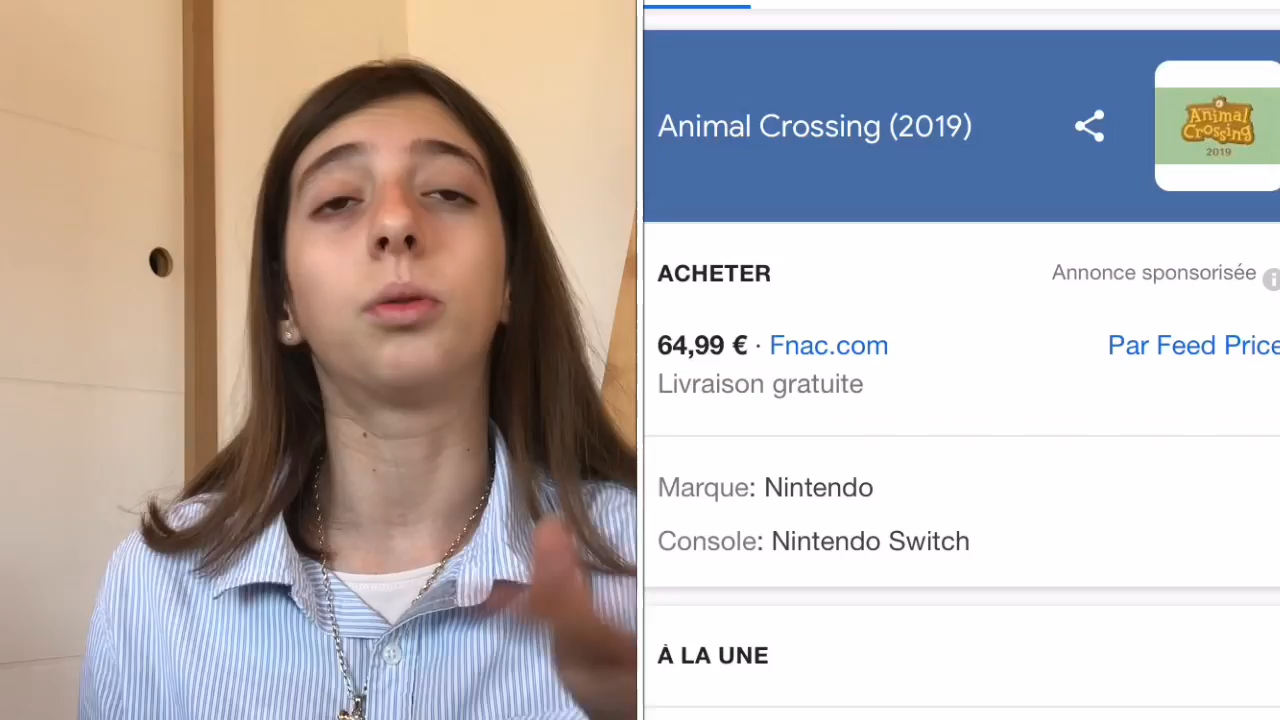 Animal Crossing (2019)
Animal
Crossing
2019
ACHETER
Annonce sponsorisée
64,99 € · Fnac.com
Par Feed Price
Livraison gratuite
Marque: Nintendo
Console: Nintendo Switch
À LA UNE